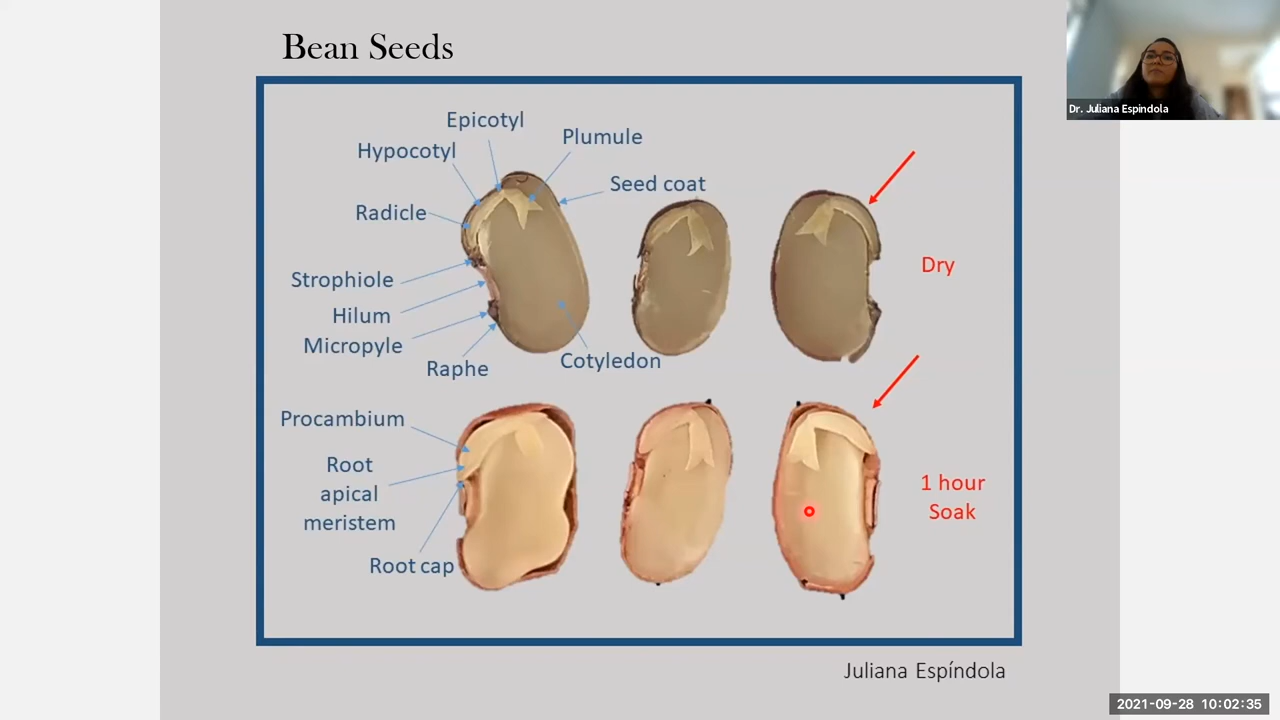 Bean Seeds
Dr. Juliana Espindola
Epicotyl
Plumule
Hypocotyl
Seed coat
Radicle
Strophiole
Hilum
Micropyle
Raphe
Cotyledon
Dry
Procambium
Root
apical
meristem
Root cap
1 hour
Soak
Juliana Espíndola
2021-09-28 10:02:35